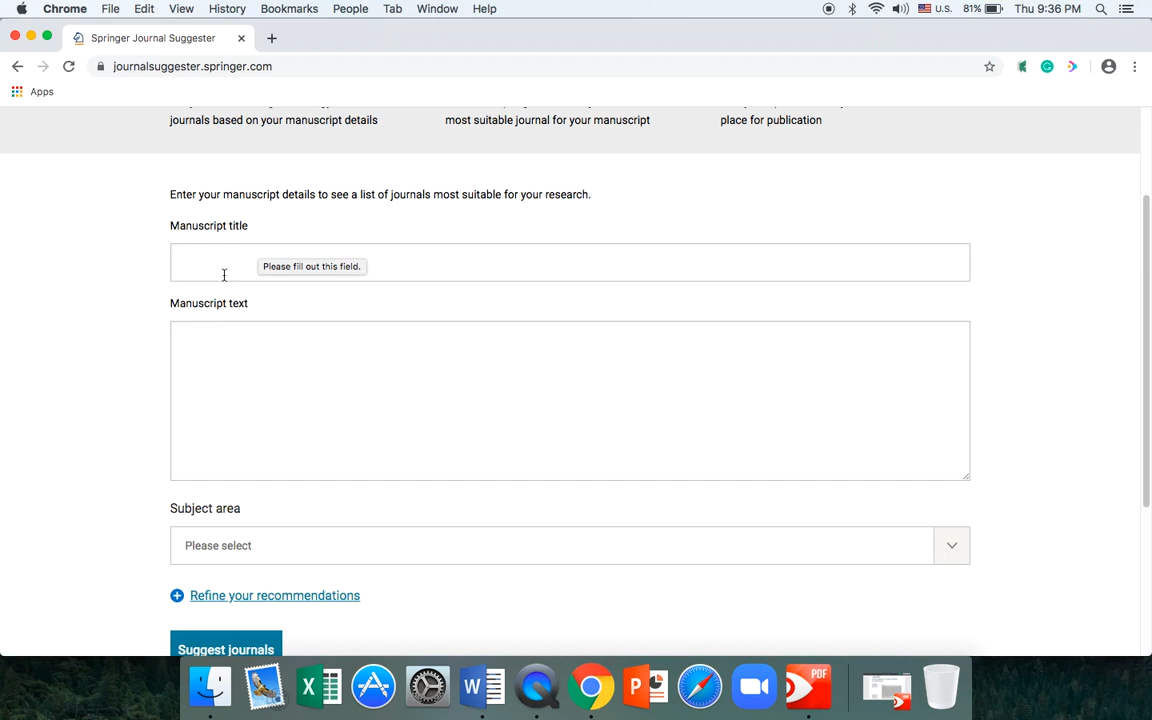 Chrome File Edit View History Bookmarks People Tab Window Help U.S. 81% Thu 9:36 PM
Springer Journal Suggester
journalsuggester.springer.com
Apps
journals based on your manuscript details most suitable journal for your manuscript place for publication
Enter your manuscript details to see a list of journals most suitable for your research.
Manuscript title
Please fill out this field.
Manuscript text
Subject area
Please select
Refine your recommendations
Suggest journals
PDF